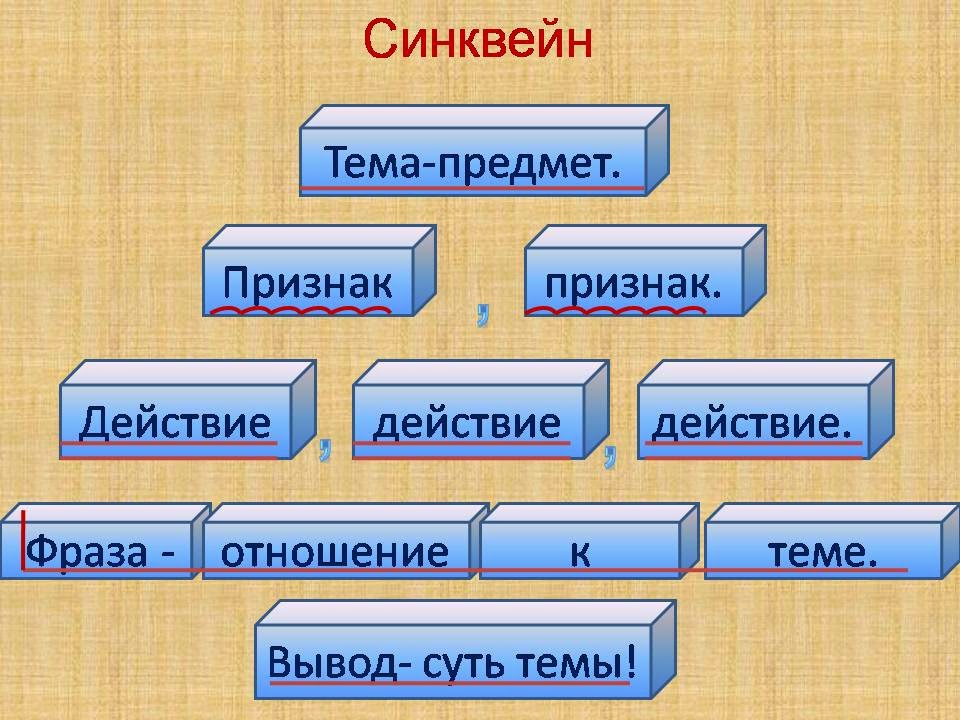 Синквейн
Тема-предмет.
Признак , признак.
Действие , действие , действие.
Фраза - отношение к теме.
Вывод- суть темы!